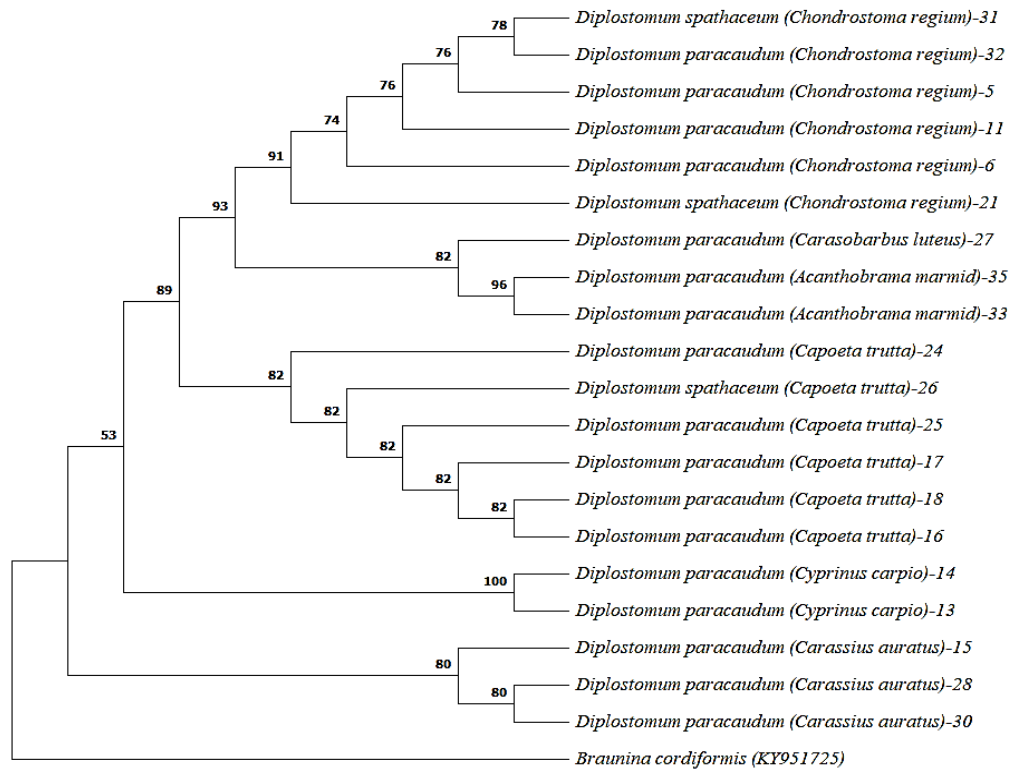 Diplostomum spathaceum (Chondrostoma regium)-31
78
Diplostomum paracaudum (Chondrostoma regium)-32
76
Diplostomum paracaudum (Chondrostoma regium)-5
76
Diplostomum paracaudum (Chondrostoma regium)-11
74
Diplostomum paracaudum (Chondrostoma regium)-6
91
Diplostomum spathaceum (Chondrostoma regium)-21
93
Diplostomum paracaudum (Carasobarbus luteus)-27
82
Diplostomum paracaudum (Acanthobrama marmid)-35
96
Diplostomum paracaudum (Acanthobrama marmid)-33
89
Diplostomum paracaudum (Capoeta trutta)-24
82
Diplostomum spathaceum (Capoeta trutta)-26
82
Diplostomum paracaudum (Capoeta trutta)-25
82
53
Diplostomum paracaudum (Capoeta trutta)-17
82
Diplostomum paracaudum (Capoeta trutta)-18
82
Diplostomum paracaudum (Capoeta trutta)-16
Diplostomum paracaudum (Cyprinus carpio)-14
100
Diplostomum paracaudum (Cyprinus carpio)-13
Diplostomum paracaudum (Carassius auratus)-15
80
Diplostomum paracaudum (Carassius auratus)-28
80
Diplostomum paracaudum (Carassius auratus)-30
Braunina cordiformis (KY951725)